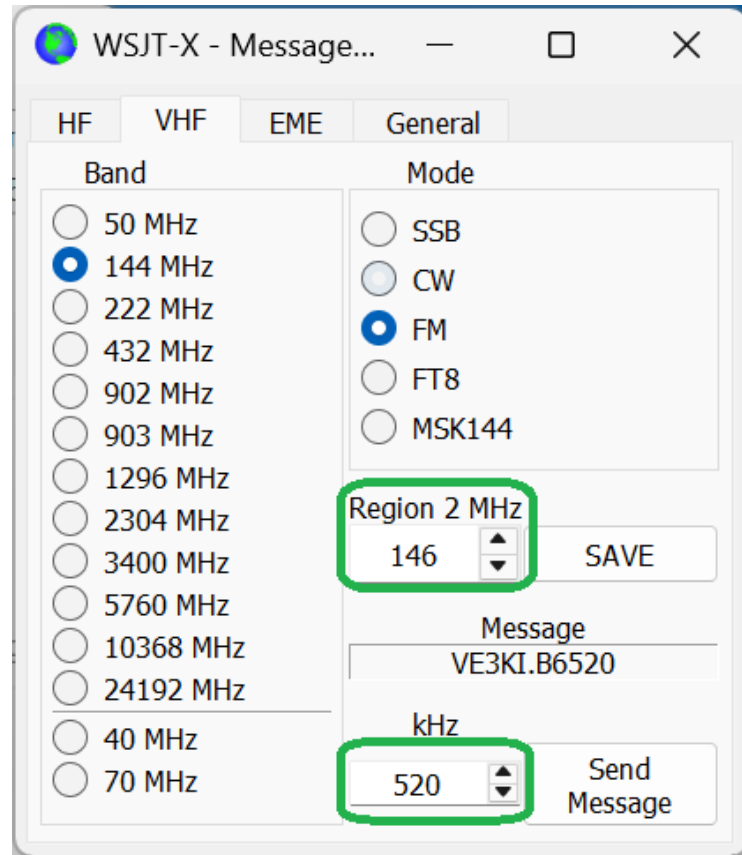 WSJT-X - Message...
HF VHF EME General
Band
50 MHz
144 MHz
222 MHz
432 MHz
902 MHz
903 MHz
1296 MHz
2304 MHz
3400 MHz
5760 MHz
10368 MHz
24192 MHz
40 MHz
70 MHz
Mode
SSB
CW
FM
FT8
MSK144
Region 2 MHz
146
SAVE
Message
VE3KI.B6520
kHz
520
Send
Message